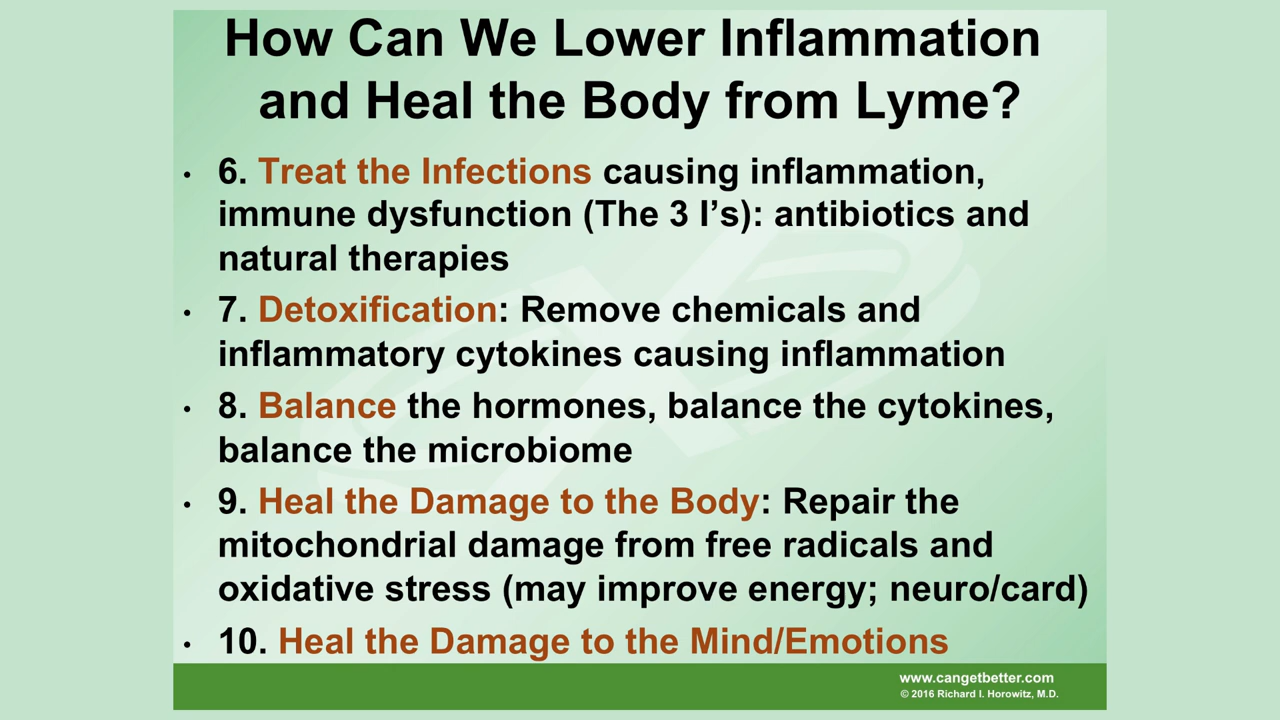 How Can We Lower Inflammation
and Heal the Body from Lyme?
• 6. Treat the Infections causing inflammation,
immune dysfunction (The 3 I's): antibiotics and
natural therapies
• 7. Detoxification: Remove chemicals and
inflammatory cytokines causing inflammation
• 8. Balance the hormones, balance the cytokines,
balance the microbiome
• 9. Heal the Damage to the Body: Repair the
mitochondrial damage from free radicals and
oxidative stress (may improve energy; neuro/card)
• 10. Heal the Damage to the Mind/Emotions
www.cangetbetter.com
© 2016 Richard I. Horowitz, M.D.